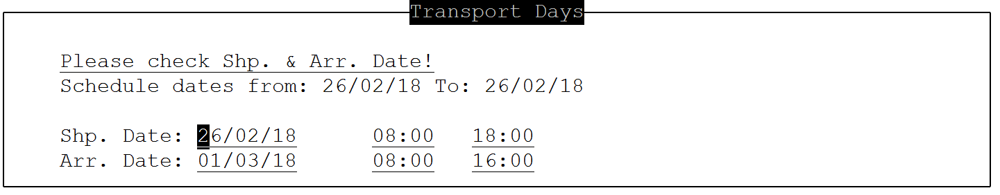 Transport Days
Please check Shp. & Arr. Date!
Schedule dates from: 26/02/18 To: 26/02/18
Shp. Date: 26/02/18 08:00 18:00
Arr. Date: 01/03/18 08:00 16:00